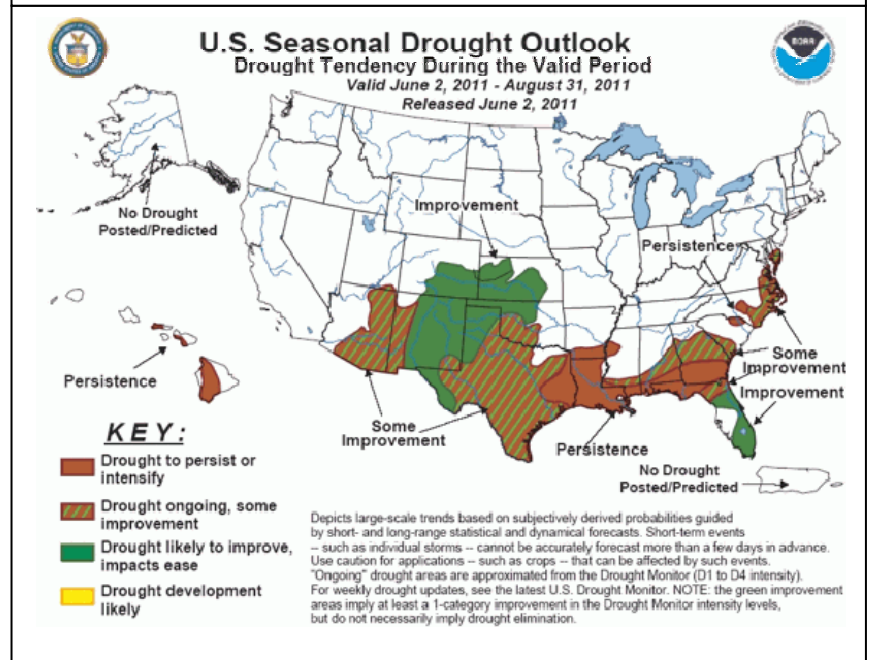 U.S. Seasonal Drought Outlook
Drought Tendency During the Valid Period
Valid June 2, 2011 - August 31, 2011
Released June 2, 2011
NOAA
No Drought
Posted/Predicted
Improvement
Persistence
Some
Improvement
Improvement
Persistence
Some
Improvement
Persistence
No Drought
Posted/Predicted
KEY:
Drought to persist or
intensify
Drought ongoing, some
improvement
Drought likely to improve,
impacts ease
Drought development
likely
Depicts large-scale trends based on subjectively derived probabilities guided
by short- and long-range statistical and dynamical forecasts. Short-term events
-- such as individual storms -- cannot be accurately forecast more than a few days in advance.
Use caution for applications -- such as crops -- that can be affected by such events.
"Ongoing" drought areas are approximated from the Drought Monitor (D1 to D4 intensity).
For weekly drought updates, see the latest U.S. Drought Monitor. NOTE: the green improvement
areas imply at least a 1-category improvement in the Drought Monitor intensity levels,
but do not necessarily imply drought elimination.